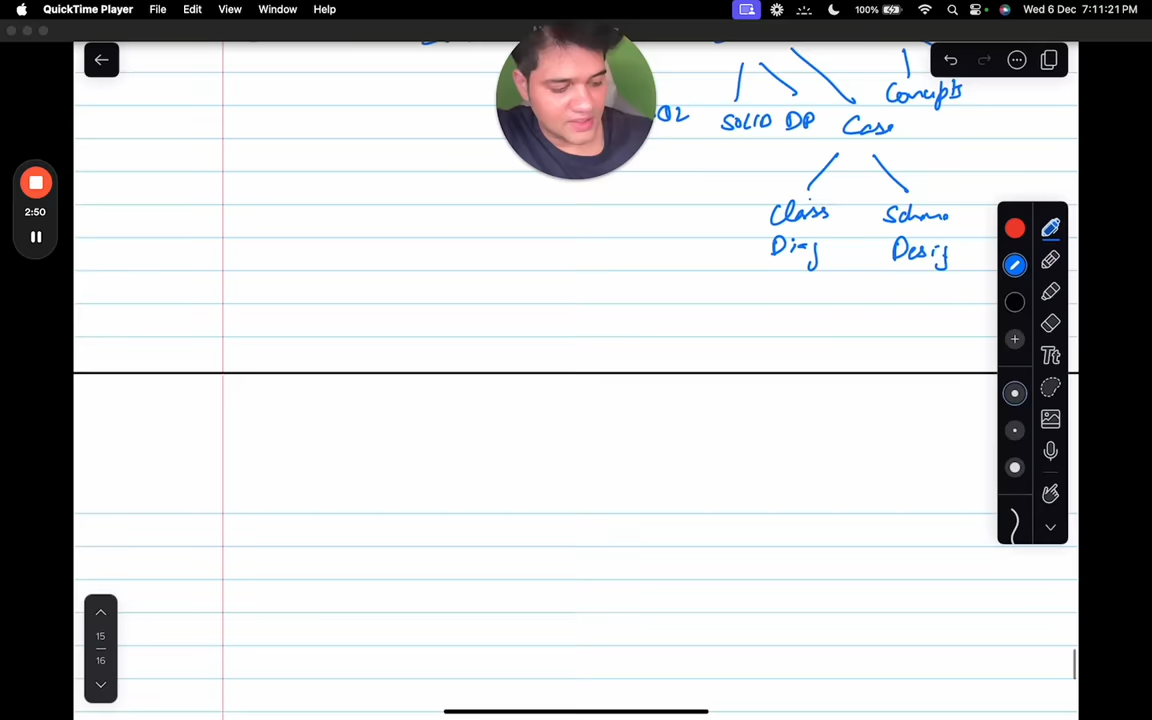 QuickTime Player File Edit View Window Help 100% Wed 6 Dec 7:11:21 PM
2:50
Concepts
SOLID DP Case
Class
Diag
Desig
15
16
Tt